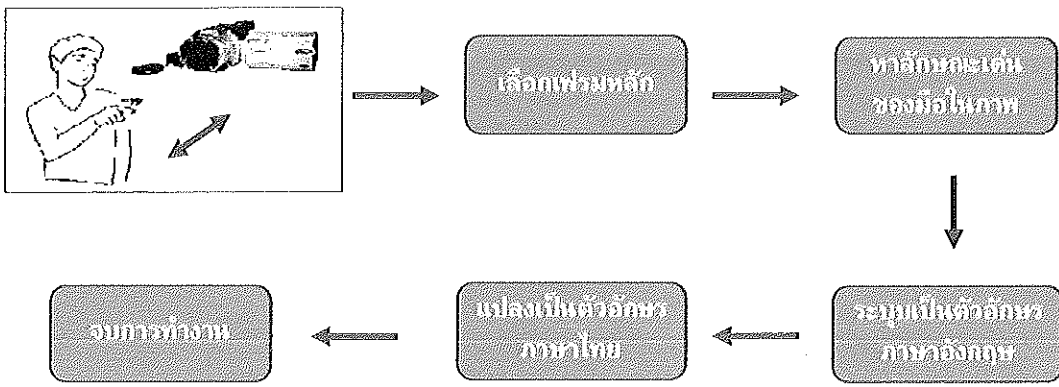 เลือกเฟรมหลัก
หาลักษณะเด่น
ของมือในภาพ
ระบุเป็นตัวอักษร
ภาษาอังกฤษ
แปลงเป็นตัวอักษร
ภาษาไทย
จบการทำงาน